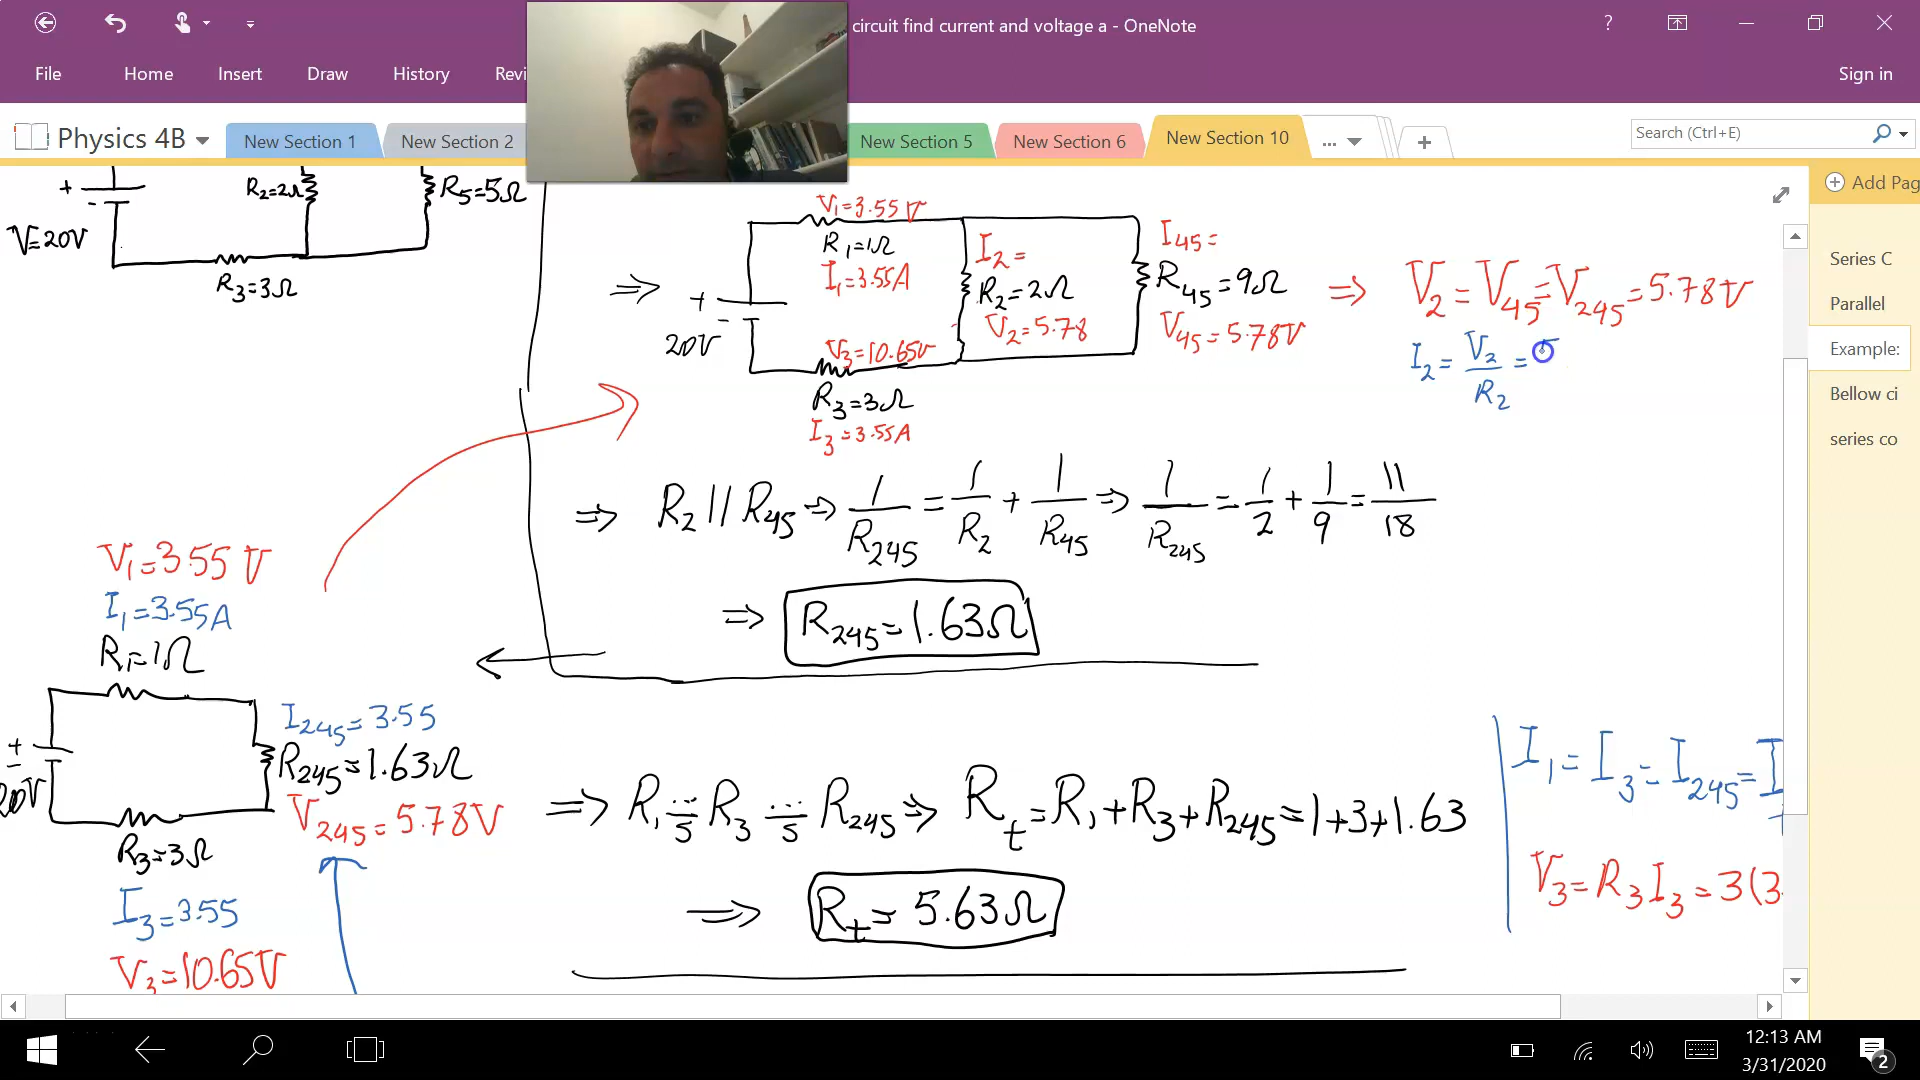 circuit find current and voltage a - OneNote
?
File Home Insert Draw History Revi
Sign in
Physics 4B
New Section 1
New Section 2
New Section 5
New Section 6
New Section 10
...
Search (Ctrl+E)
Add Pag
Series C
Parallel
Example:
Bellow ci
series co
+
-
V=20V
R2=2Ω
R5=5Ω
R3=3Ω
V1=3.55V
R1=1Ω
I1=3.55A
⇒
+
-
20V
V3=10.65v
R3=3Ω
I3=3.55A
I2=
R2=2Ω
V2=5.78
I45=
R45=9Ω
V45=5.78V
⇒ V2=V45=V245=5.78V
I2=V2/R2=5
⇒ R2 || R45 ⇒ 1/R245 = 1/R2 + 1/R45 ⇒ 1/R245 = 1/2 + 1/9 = 11/18
⇒ R245=1.63Ω
V1=3.55V
I1=3.55A
R1=1Ω
+
-
20V
I245=3.55
R245=1.63Ω
V245=5.78V
R3=3Ω
I3=3.55
V3=10.65V
⇒ R1 ÷ s R3 ÷ s R245 ⇒ Rt=R1+R3+R245=1+3+1.63
⇒ Rt=5.63Ω
I1=I3=I245=I
V3=R3I3=3(3.
12:13 AM
3/31/2020
2